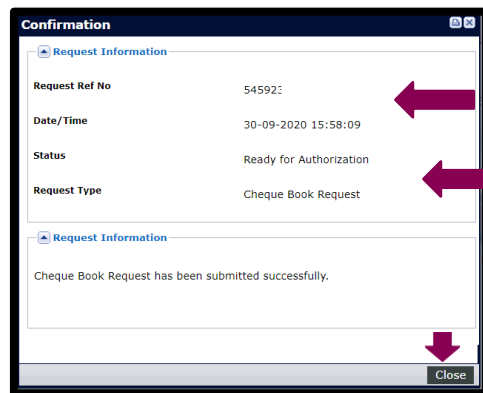 Confirmation
Request Information
Request Ref No 545923
Date/Time 30-09-2020 15:58:09
Status Ready for Authorization
Request Type Cheque Book Request
Request Information
Cheque Book Request has been submitted successfully.
Close